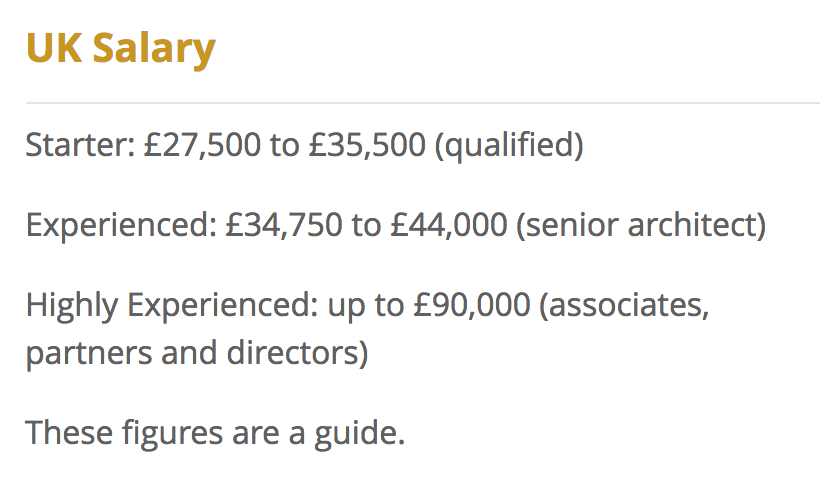 UK Salary
Starter: £27,500 to £35,500 (qualified)
Experienced: £34,750 to £44,000 (senior architect)
Highly Experienced: up to £90,000 (associates,
partners and directors)
These figures are a guide.